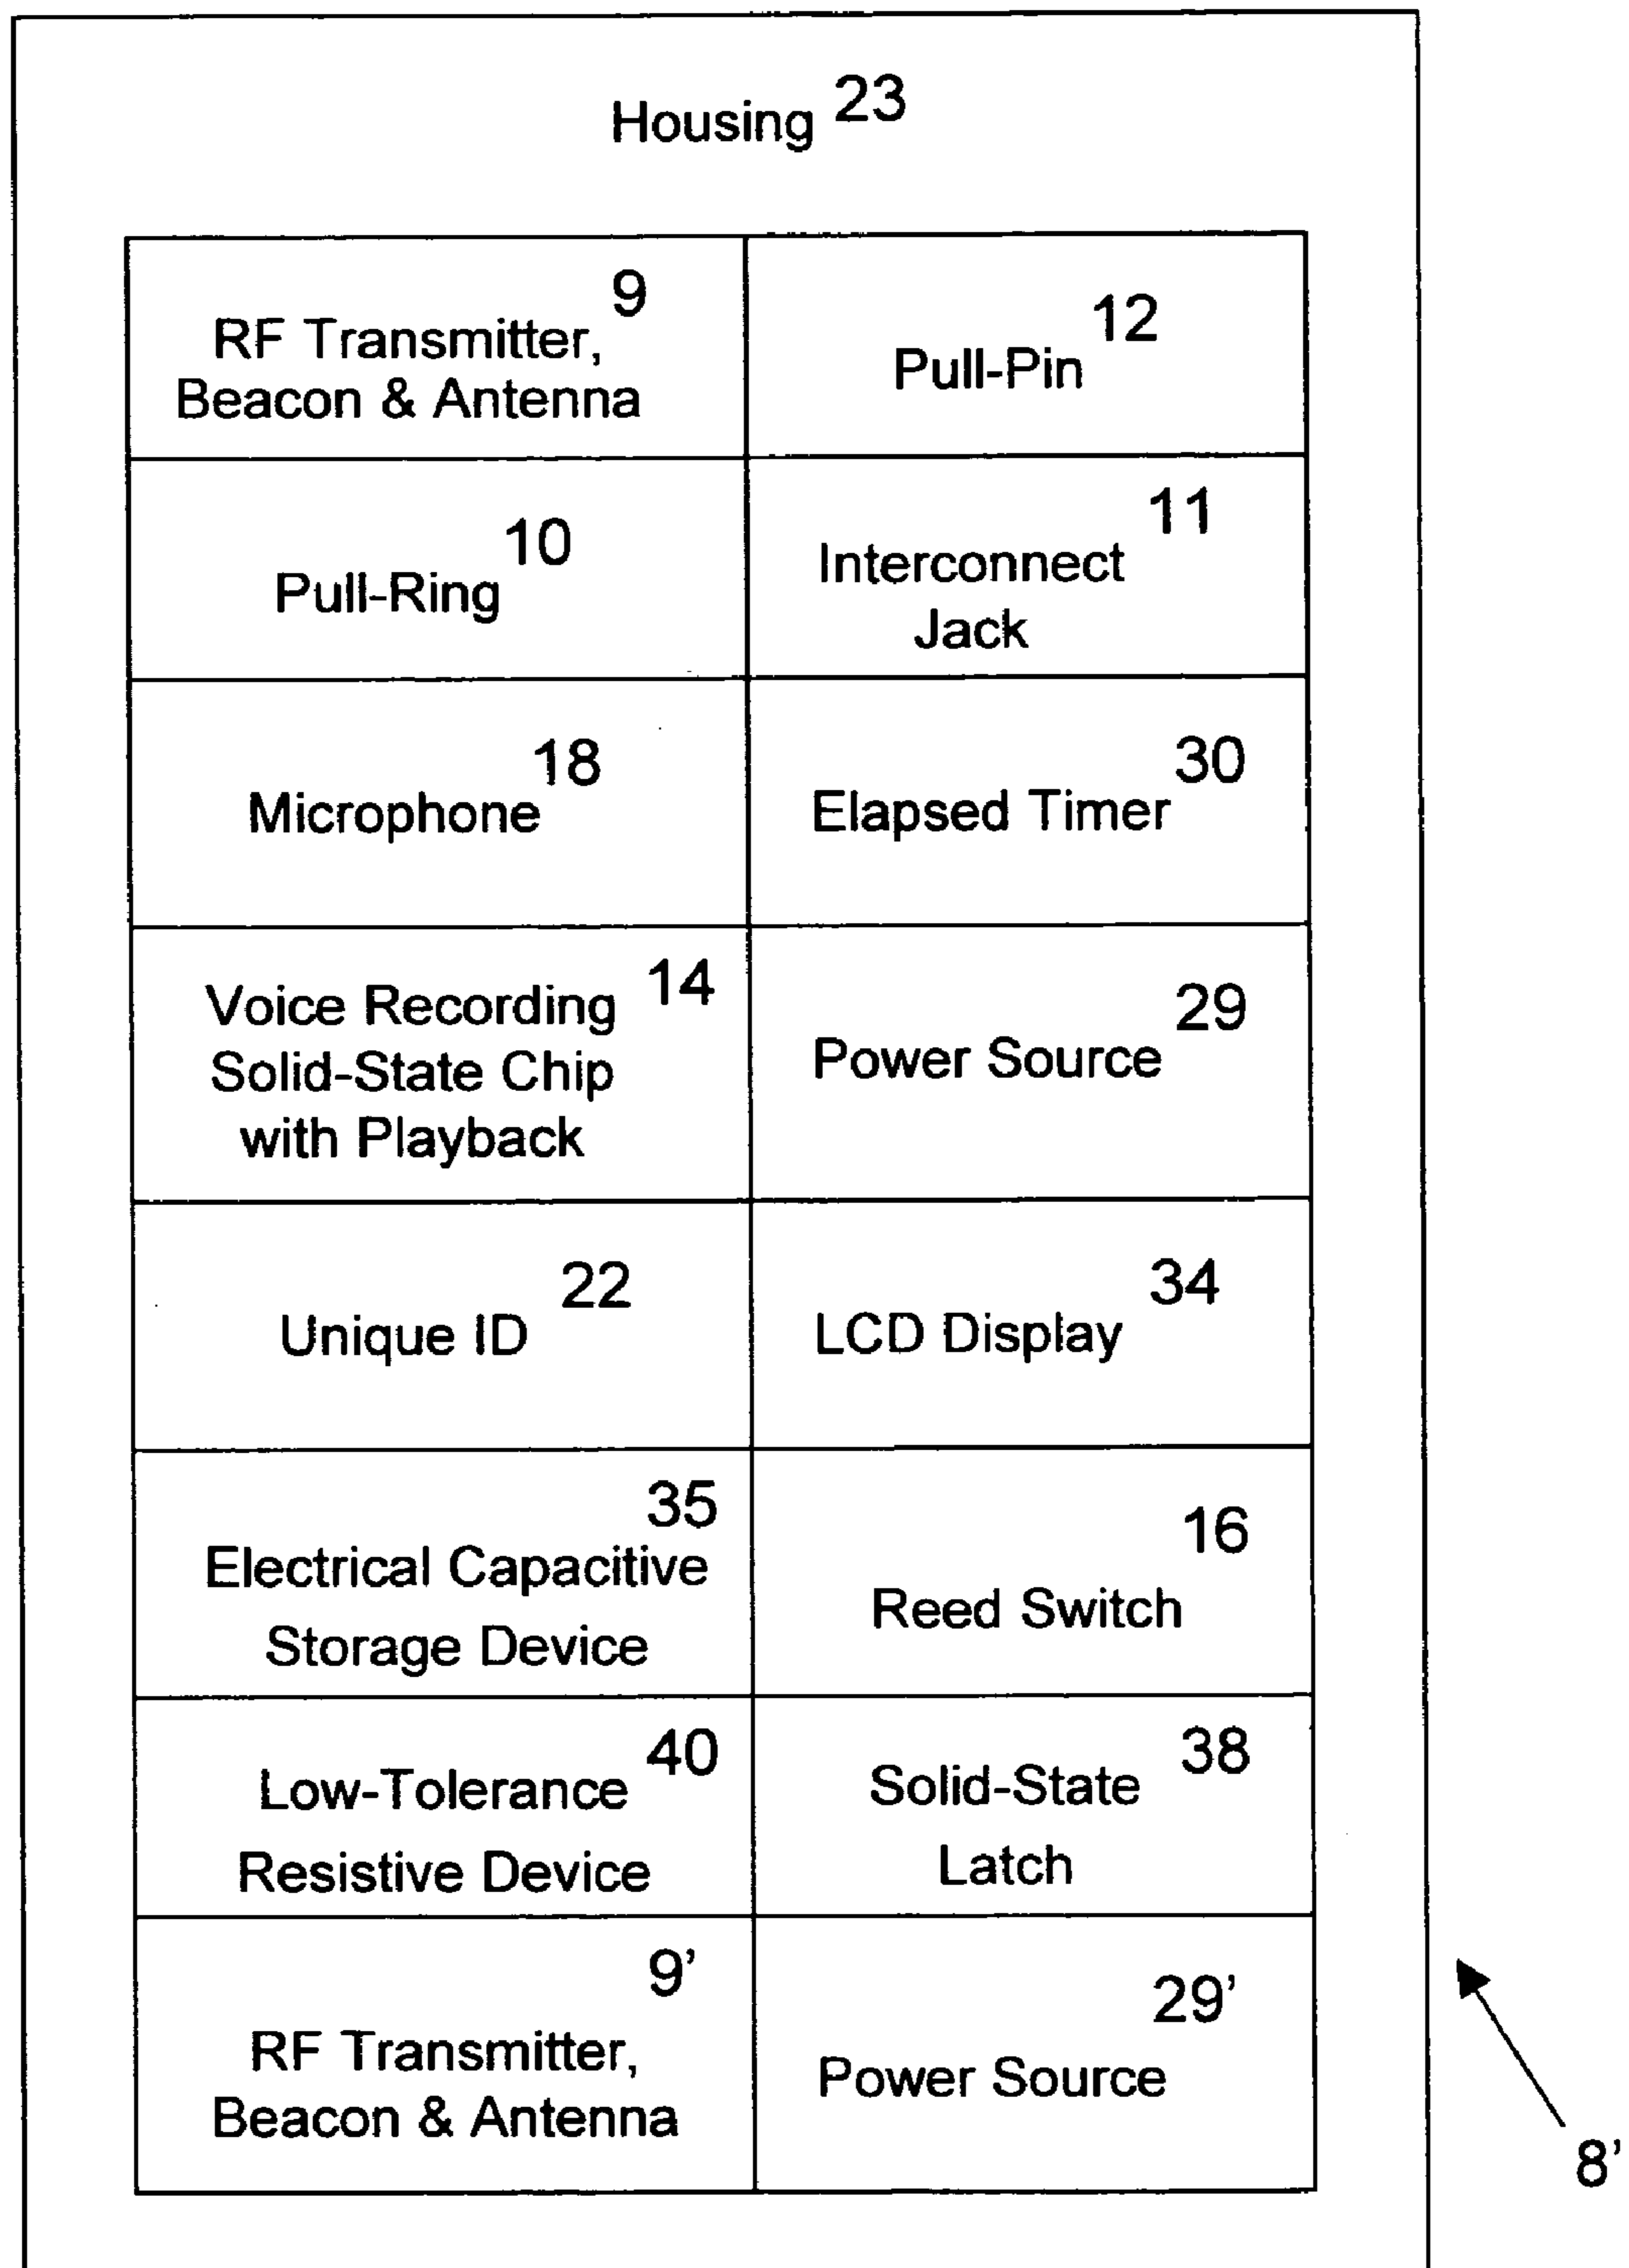 Housing 23
9
RF Transmitter,
Beacon & Antenna
12
Pull-Pin
10
Pull-Ring
11
Interconnect
Jack
18
Microphone
30
Elapsed Timer
Voice Recording 14
Solid-State Chip
with Playback
29
Power Source
22
Unique ID
34
LCD Display
35
Electrical Capacitive
Storage Device
16
Reed Switch
40
Low-Tolerance
Resistive Device
38
Solid-State
Latch
9'
RF Transmitter,
Beacon & Antenna
29'
Power Source
8'